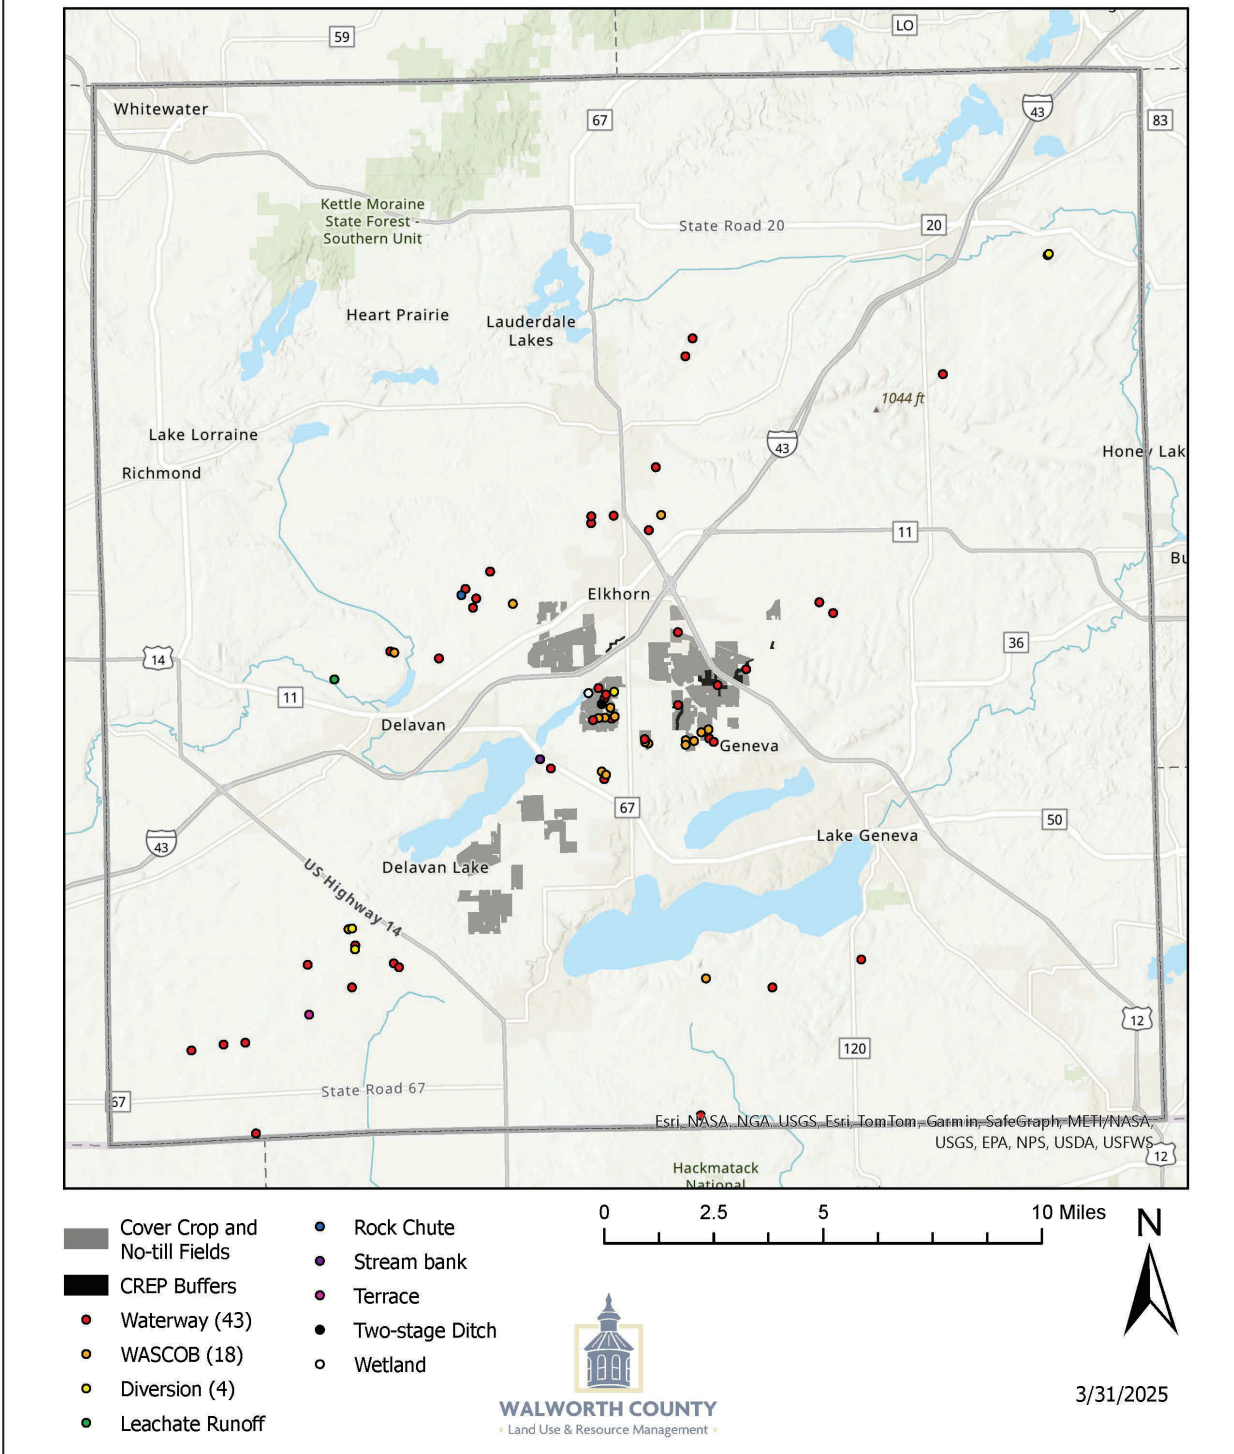 59
LO
Whitewater
67
43
83
Kettle Moraine
State Forest -
Southern Unit
State Road 20
20
Heart Prairie
Lauderdale
Lakes
1044 ft
Lake Lorraine
43
Honey Lak
Richmond
11
Bu
Elkhorn
36
14
11
Delavan
Geneva
67
50
Lake Geneva
43
Delavan Lake
US Highway 14
12
120
State Road 67
67
Esri, NASA, NGA, USGS, Esri, TomTom, Garmin, SafeGraph, METI/NASA,
USGS, EPA, NPS, USDA, USFWS
12
Hackmatack
National
Cover Crop and
No-till Fields
CREP Buffers
Waterway (43)
WASCOB (18)
Diversion (4)
Leachate Runoff
Rock Chute
Stream bank
Terrace
Two-stage Ditch
Wetland
0 2.5 5 10 Miles
N
WALWORTH COUNTY
Land Use & Resource Management
3/31/2025